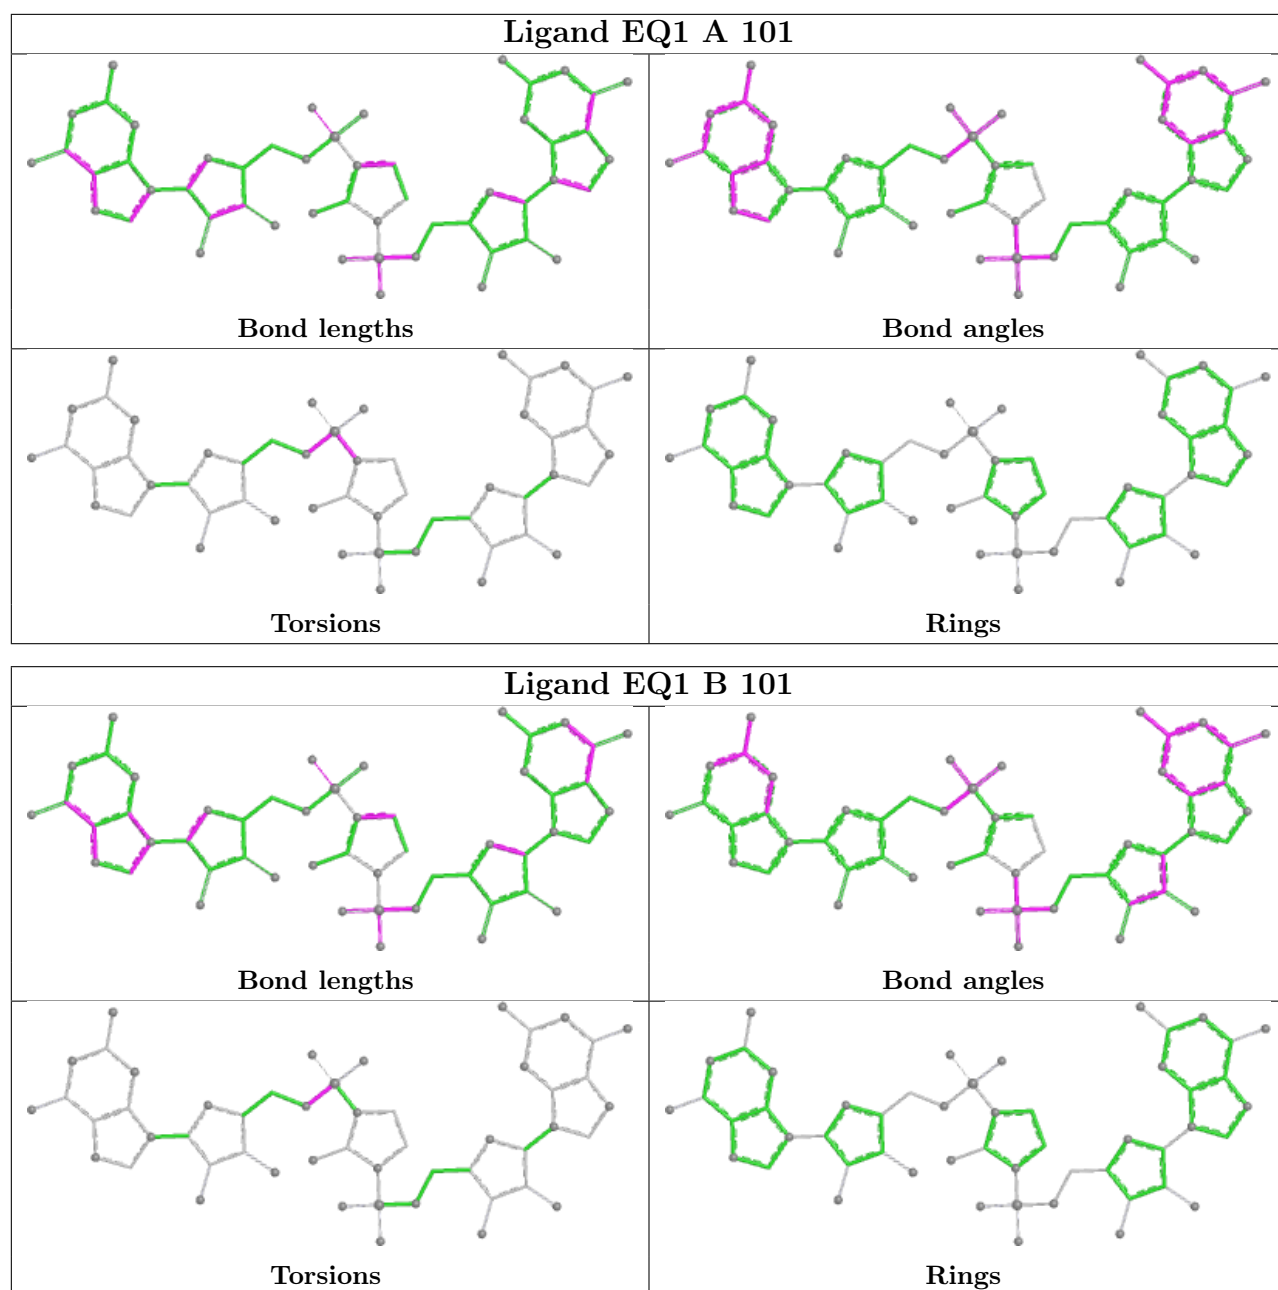 Ligand EQ1 A 101
Bond lengths
Bond angles
Torsions
Rings
Ligand EQ1 B 101
Bond lengths
Bond angles
Torsions
Rings